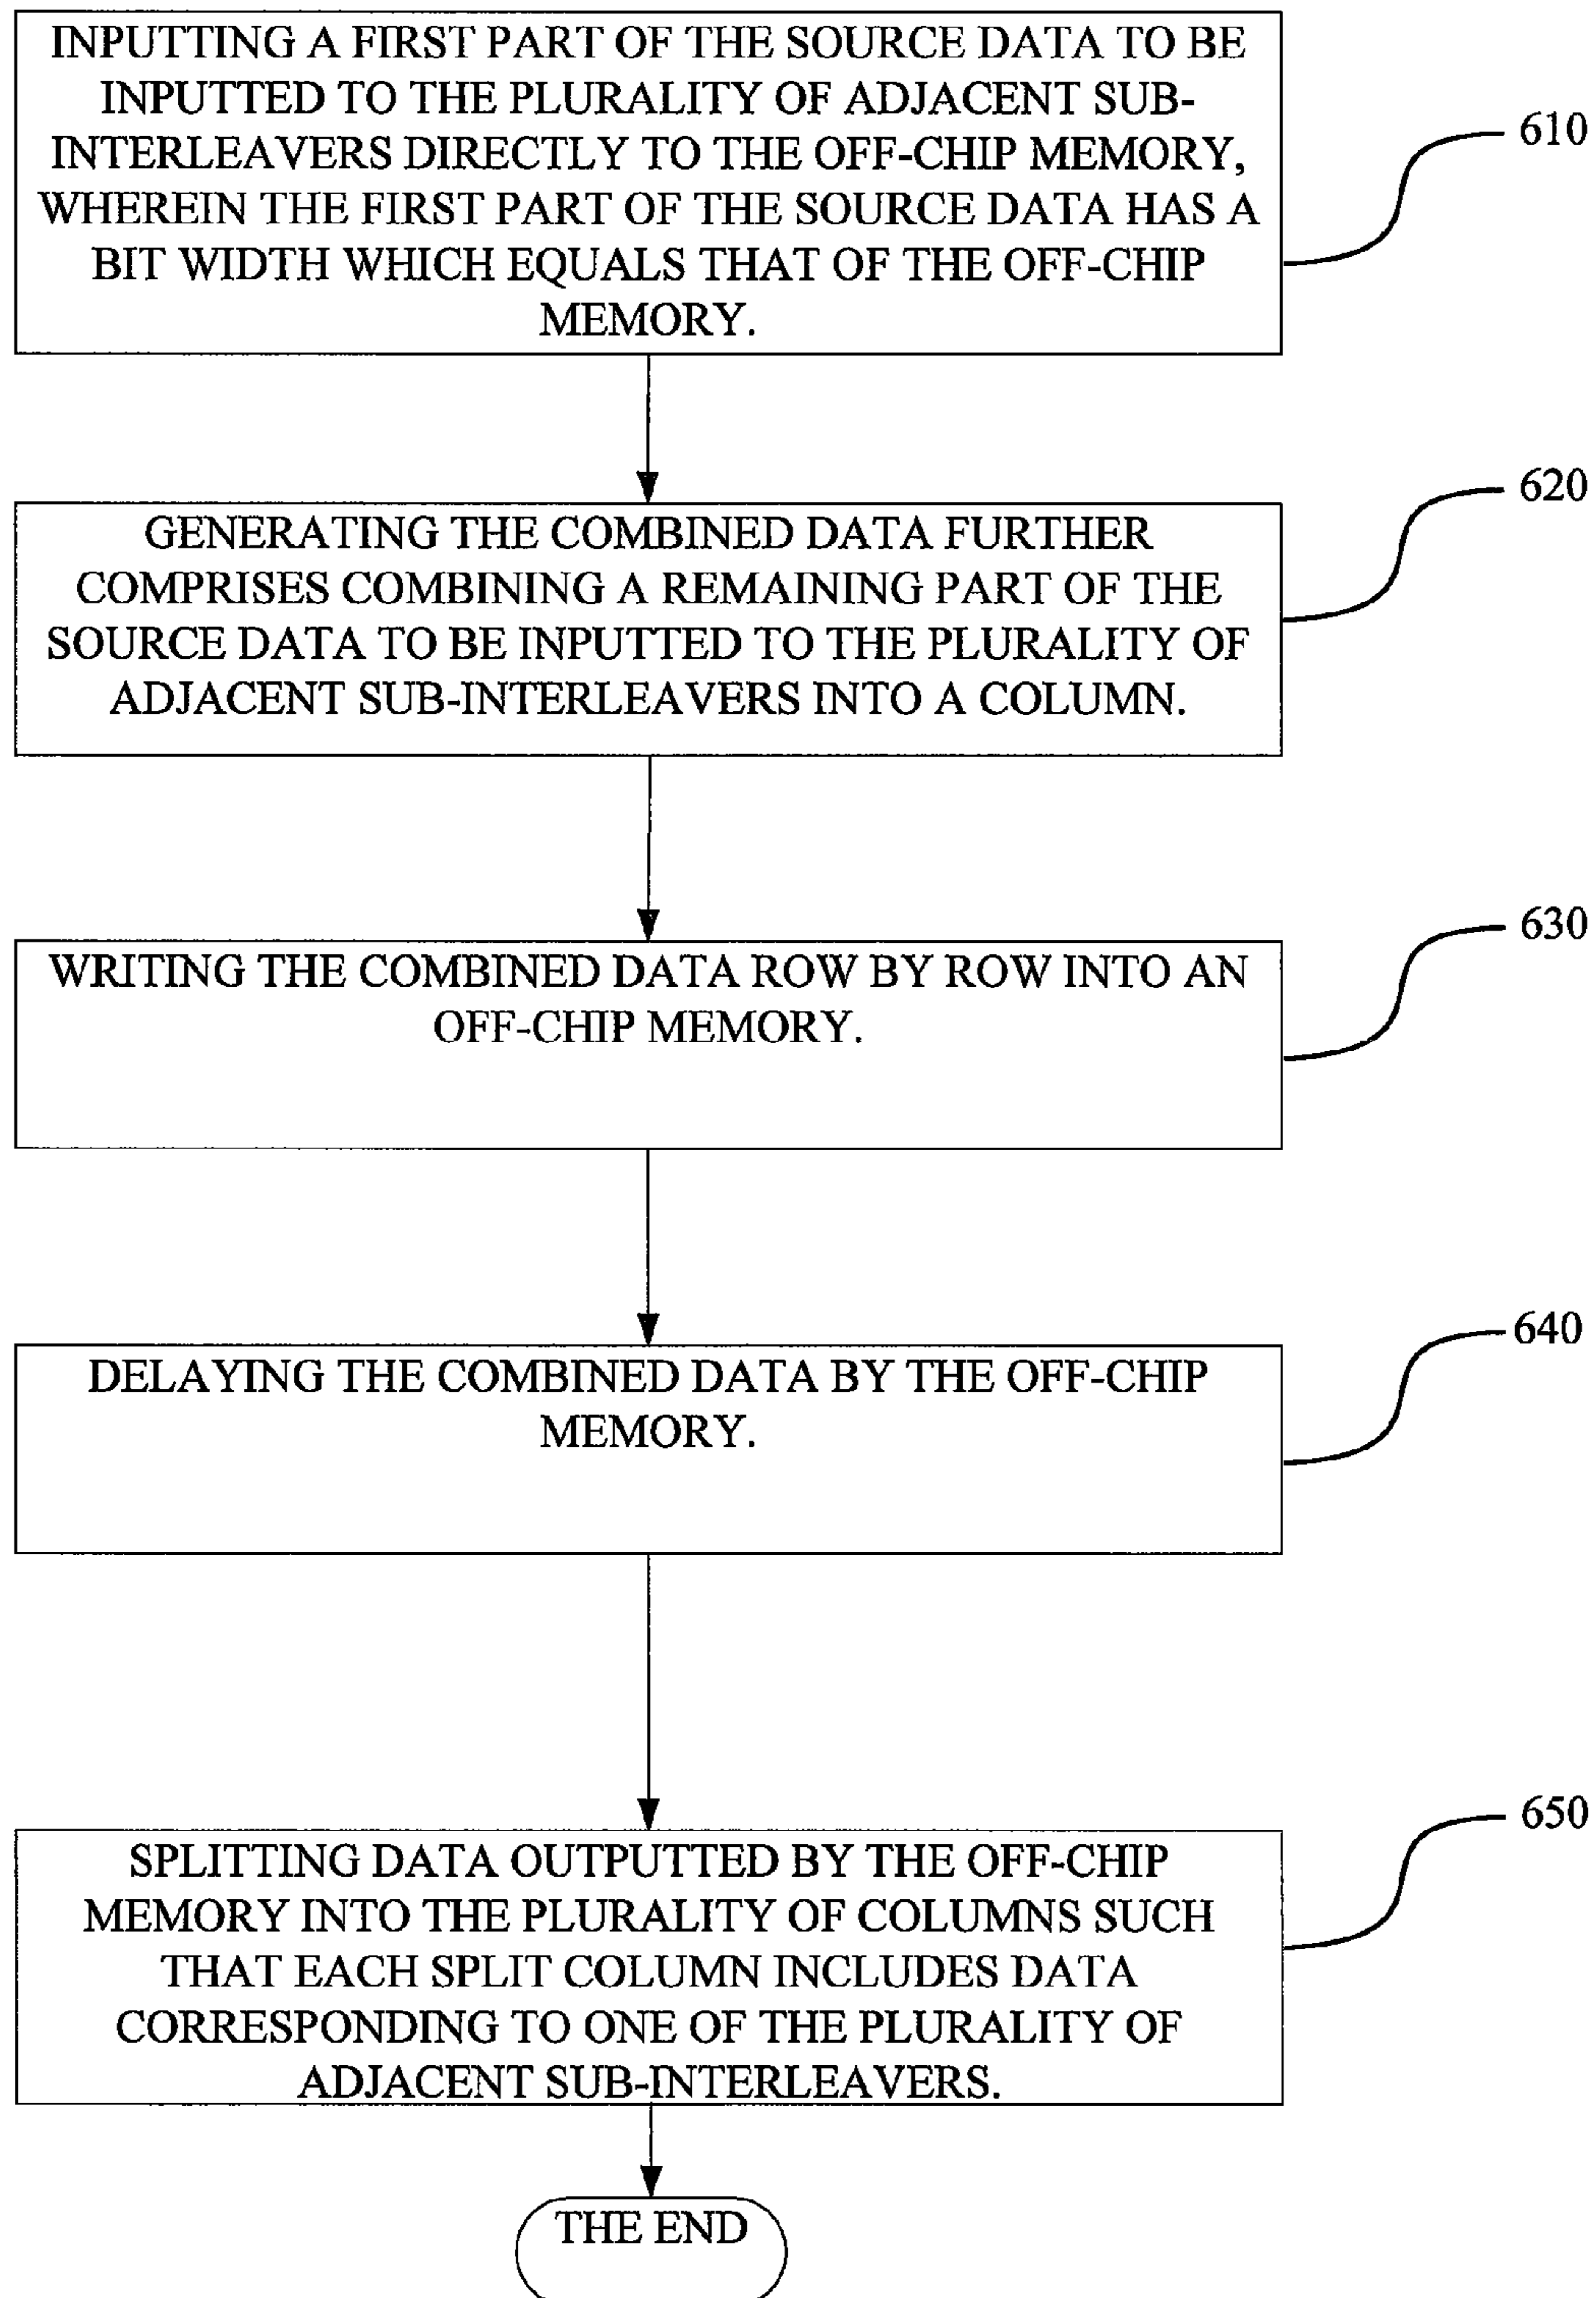 INPUTTING A FIRST PART OF THE SOURCE DATA TO BE
INPUTTED TO THE PLURALITY OF ADJACENT SUB-
INTERLEAVERS DIRECTLY TO THE OFF-CHIP MEMORY,
WHEREIN THE FIRST PART OF THE SOURCE DATA HAS A
BIT WIDTH WHICH EQUALS THAT OF THE OFF-CHIP
MEMORY.
610
GENERATING THE COMBINED DATA FURTHER
COMPRISES COMBINING A REMAINING PART OF THE
SOURCE DATA TO BE INPUTTED TO THE PLURALITY OF
ADJACENT SUB-INTERLEAVERS INTO A COLUMN.
620
WRITING THE COMBINED DATA ROW BY ROW INTO AN
OFF-CHIP MEMORY.
630
DELAYING THE COMBINED DATA BY THE OFF-CHIP
MEMORY.
640
SPLITTING DATA OUTPUTTED BY THE OFF-CHIP
MEMORY INTO THE PLURALITY OF COLUMNS SUCH
THAT EACH SPLIT COLUMN INCLUDES DATA
CORRESPONDING TO ONE OF THE PLURALITY OF
ADJACENT SUB-INTERLEAVERS.
650
THE END